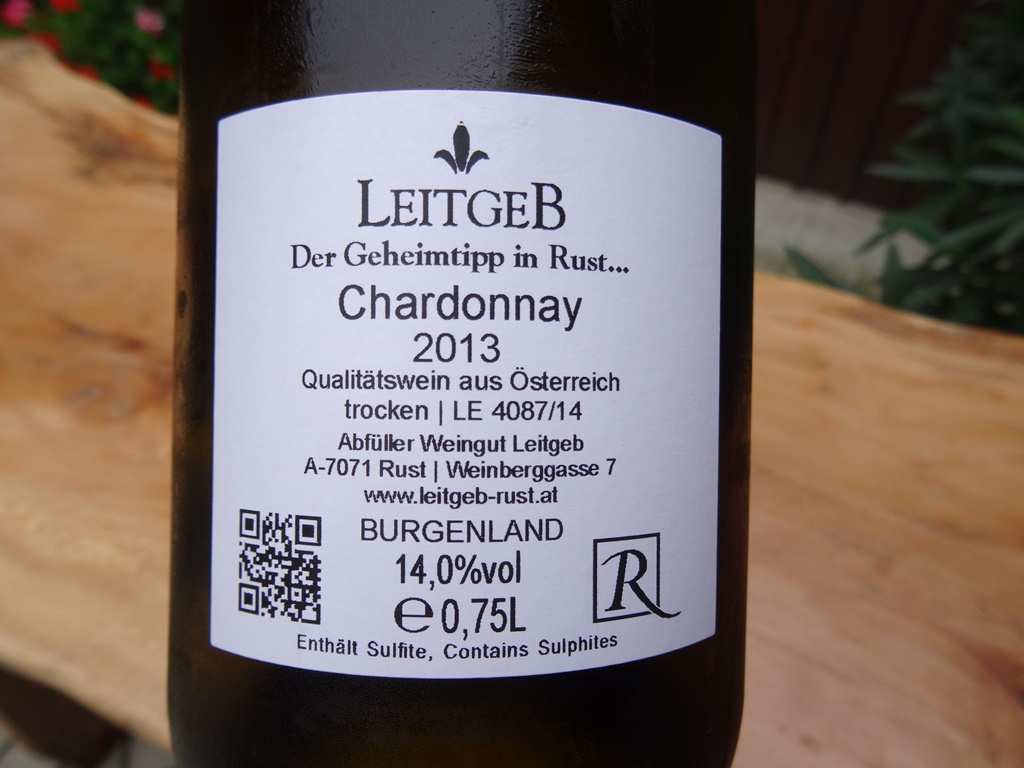 LEITGEB
Der Geheimtipp in Rust...
Chardonnay
2013
Qualitätswein aus Österreich
trocken | LE 4087/14
Abfüller Weingut Leitgeb
A-7071 Rust | Weinberggasse 7
www.leitgeb-rust.at
BURGENLAND
14,0%vol
℮ 0,75L
R
Enthält Sulfite, Contains Sulphites